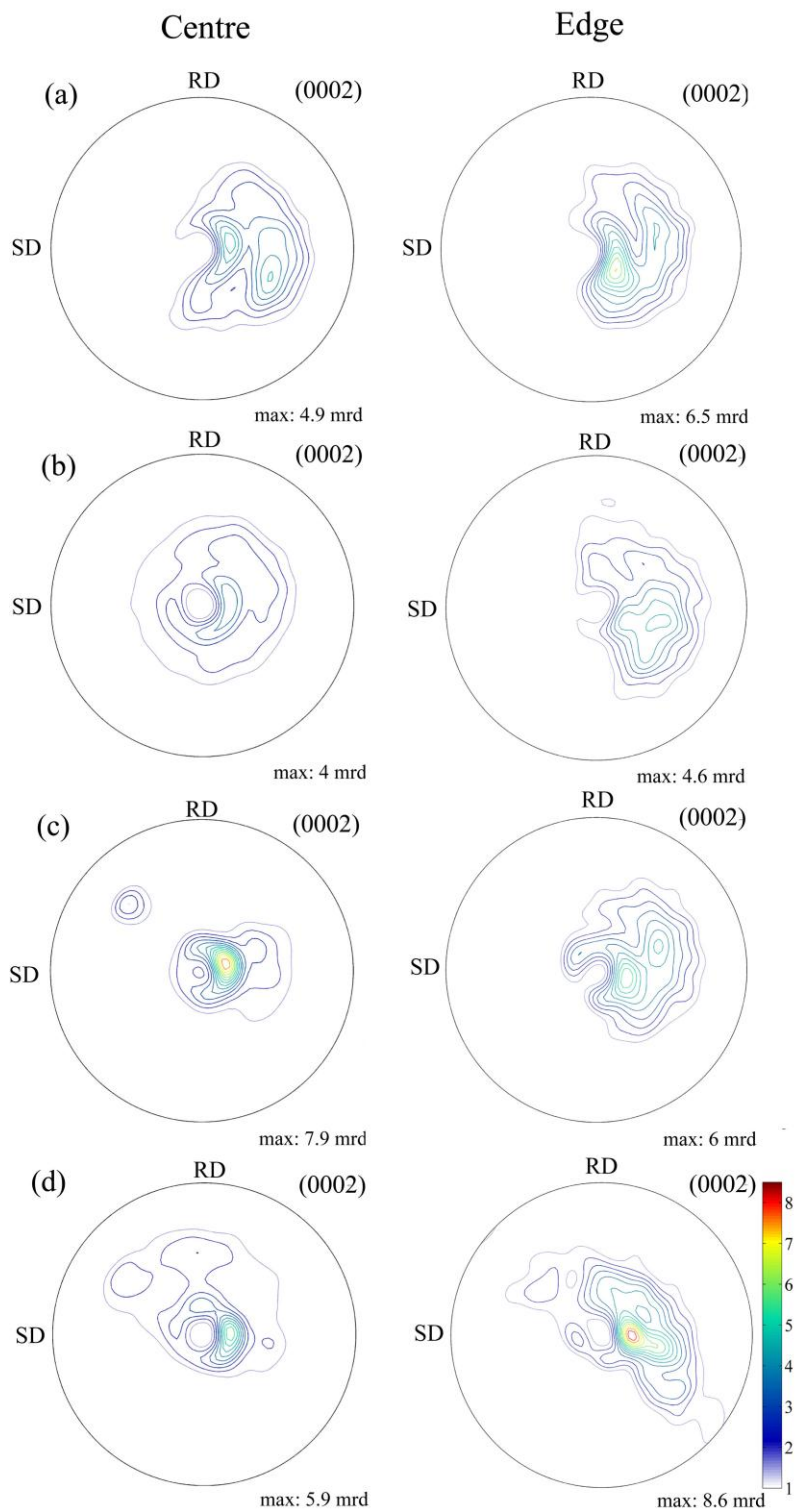 Centre Edge
(a) RD (0002) RD (0002)
SD SD
max: 4.9 mrd max: 6.5 mrd
(b) RD (0002) RD (0002)
SD SD
max: 4 mrd max: 4.6 mrd
(c) RD (0002) RD (0002)
SD SD
max: 7.9 mrd max: 6 mrd
(d) RD (0002) RD (0002)
SD SD
8
7
6
5
4
3
2
1
max: 5.9 mrd max: 8.6 mrd